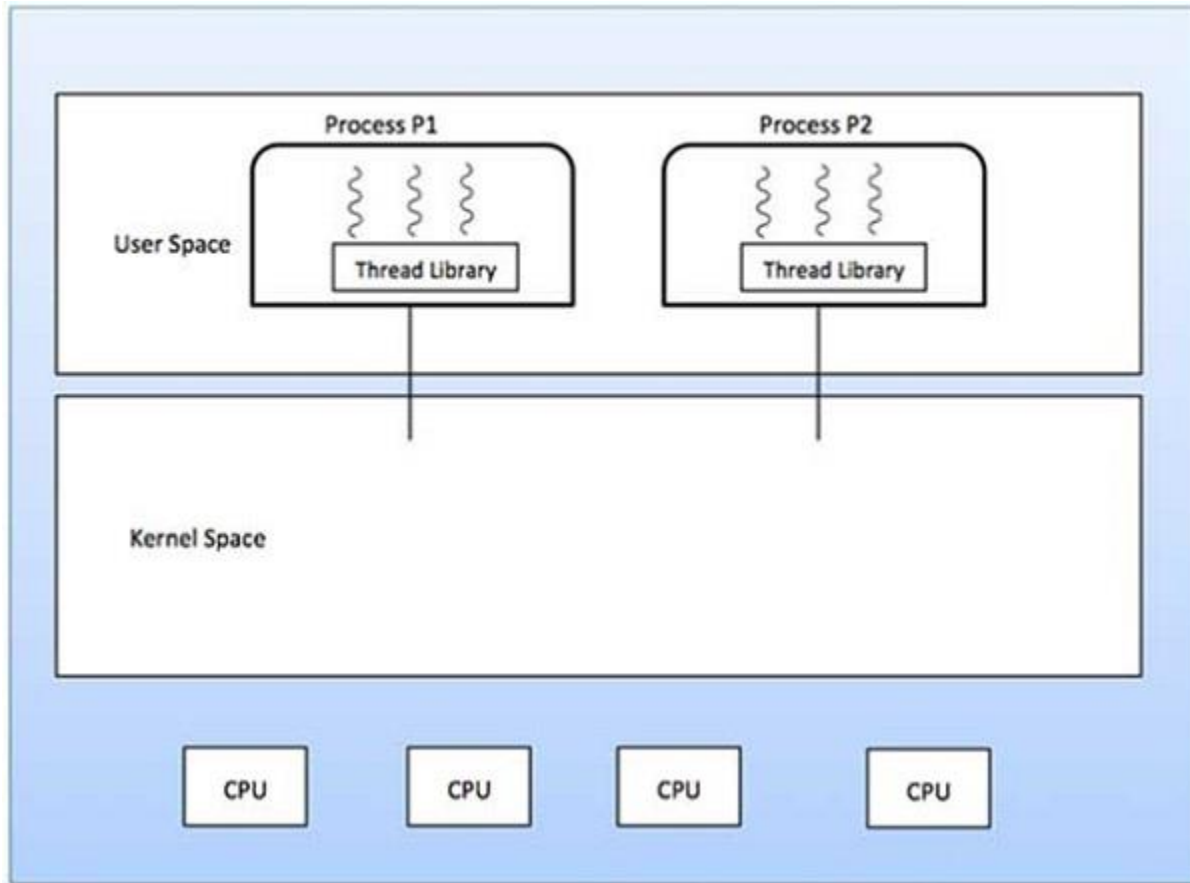 Process P1
Process P2
User Space
Thread Library
Thread Library
Kernel Space
CPU
CPU
CPU
CPU